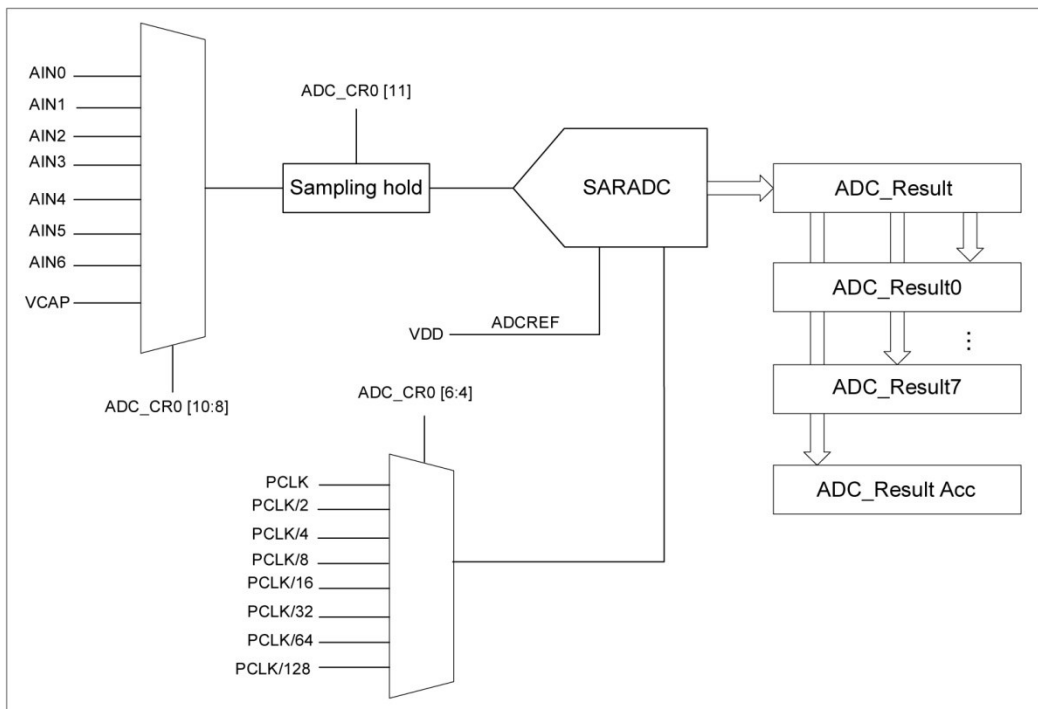 AIN0
AIN1
AIN2
AIN3
AIN4
AIN5
AIN6
VCAP
ADC_CR0 [10:8]
ADC_CR0 [11]
Sampling hold
SARADC
VDD
ADCREF
ADC_CR0 [6:4]
PCLK
PCLK/2
PCLK/4
PCLK/8
PCLK/16
PCLK/32
PCLK/64
PCLK/128
ADC_Result
ADC_Result0
⋮
ADC_Result7
ADC_Result Acc